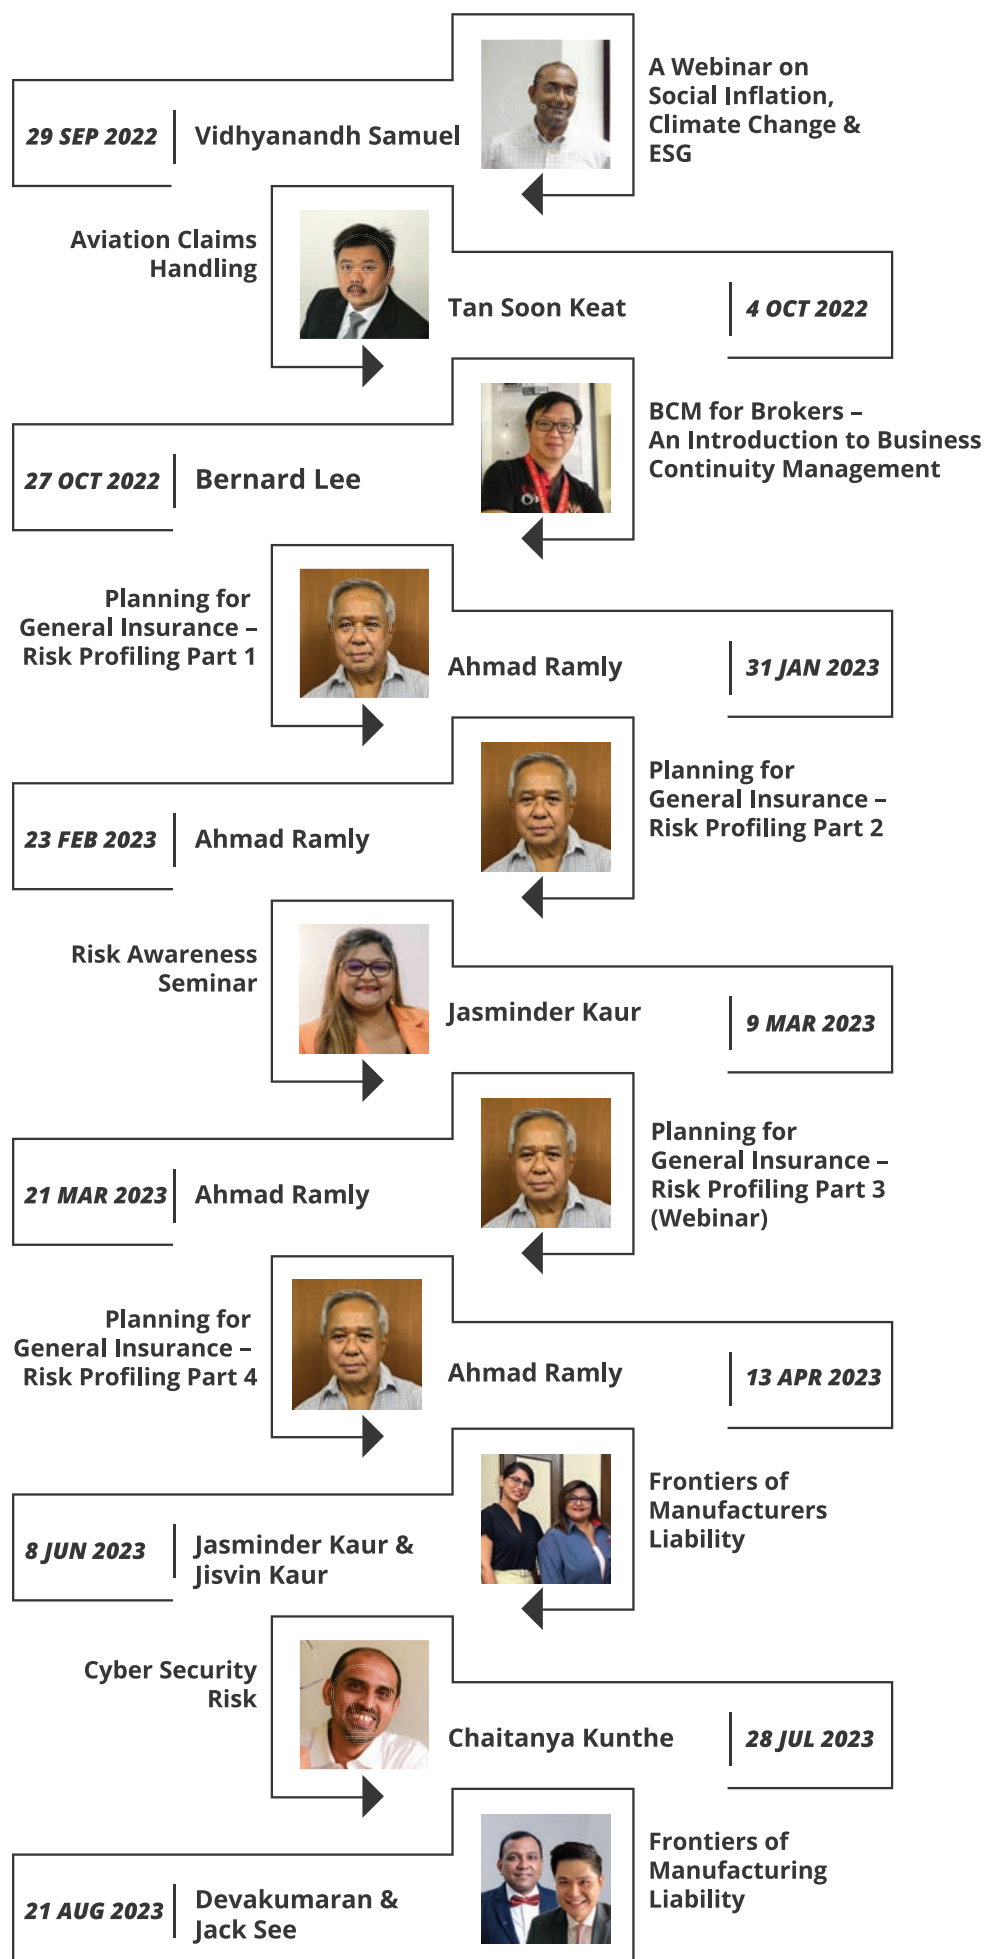 A Webinar on
Social Inflation,
Climate Change &
ESG
29 SEP 2022
Vidhyanandh Samuel
Aviation Claims
Handling
Tan Soon Keat
4 OCT 2022
BCM for Brokers –
An Introduction to Business
Continuity Management
27 OCT 2022
Bernard Lee
Planning for
General Insurance –
Risk Profiling Part 1
Ahmad Ramly
31 JAN 2023
Planning for
General Insurance –
Risk Profiling Part 2
23 FEB 2023
Ahmad Ramly
Risk Awareness
Seminar
Jasminder Kaur
9 MAR 2023
Planning for
General Insurance –
Risk Profiling Part 3
(Webinar)
21 MAR 2023
Ahmad Ramly
Planning for
General Insurance –
Risk Profiling Part 4
Ahmad Ramly
13 APR 2023
Frontiers of
Manufacturers
Liability
8 JUN 2023
Jasminder Kaur &
Jisvin Kaur
Cyber Security
Risk
Chaitanya Kunthe
28 JUL 2023
Frontiers of
Manufacturing
Liability
21 AUG 2023
Devakumaran &
Jack See